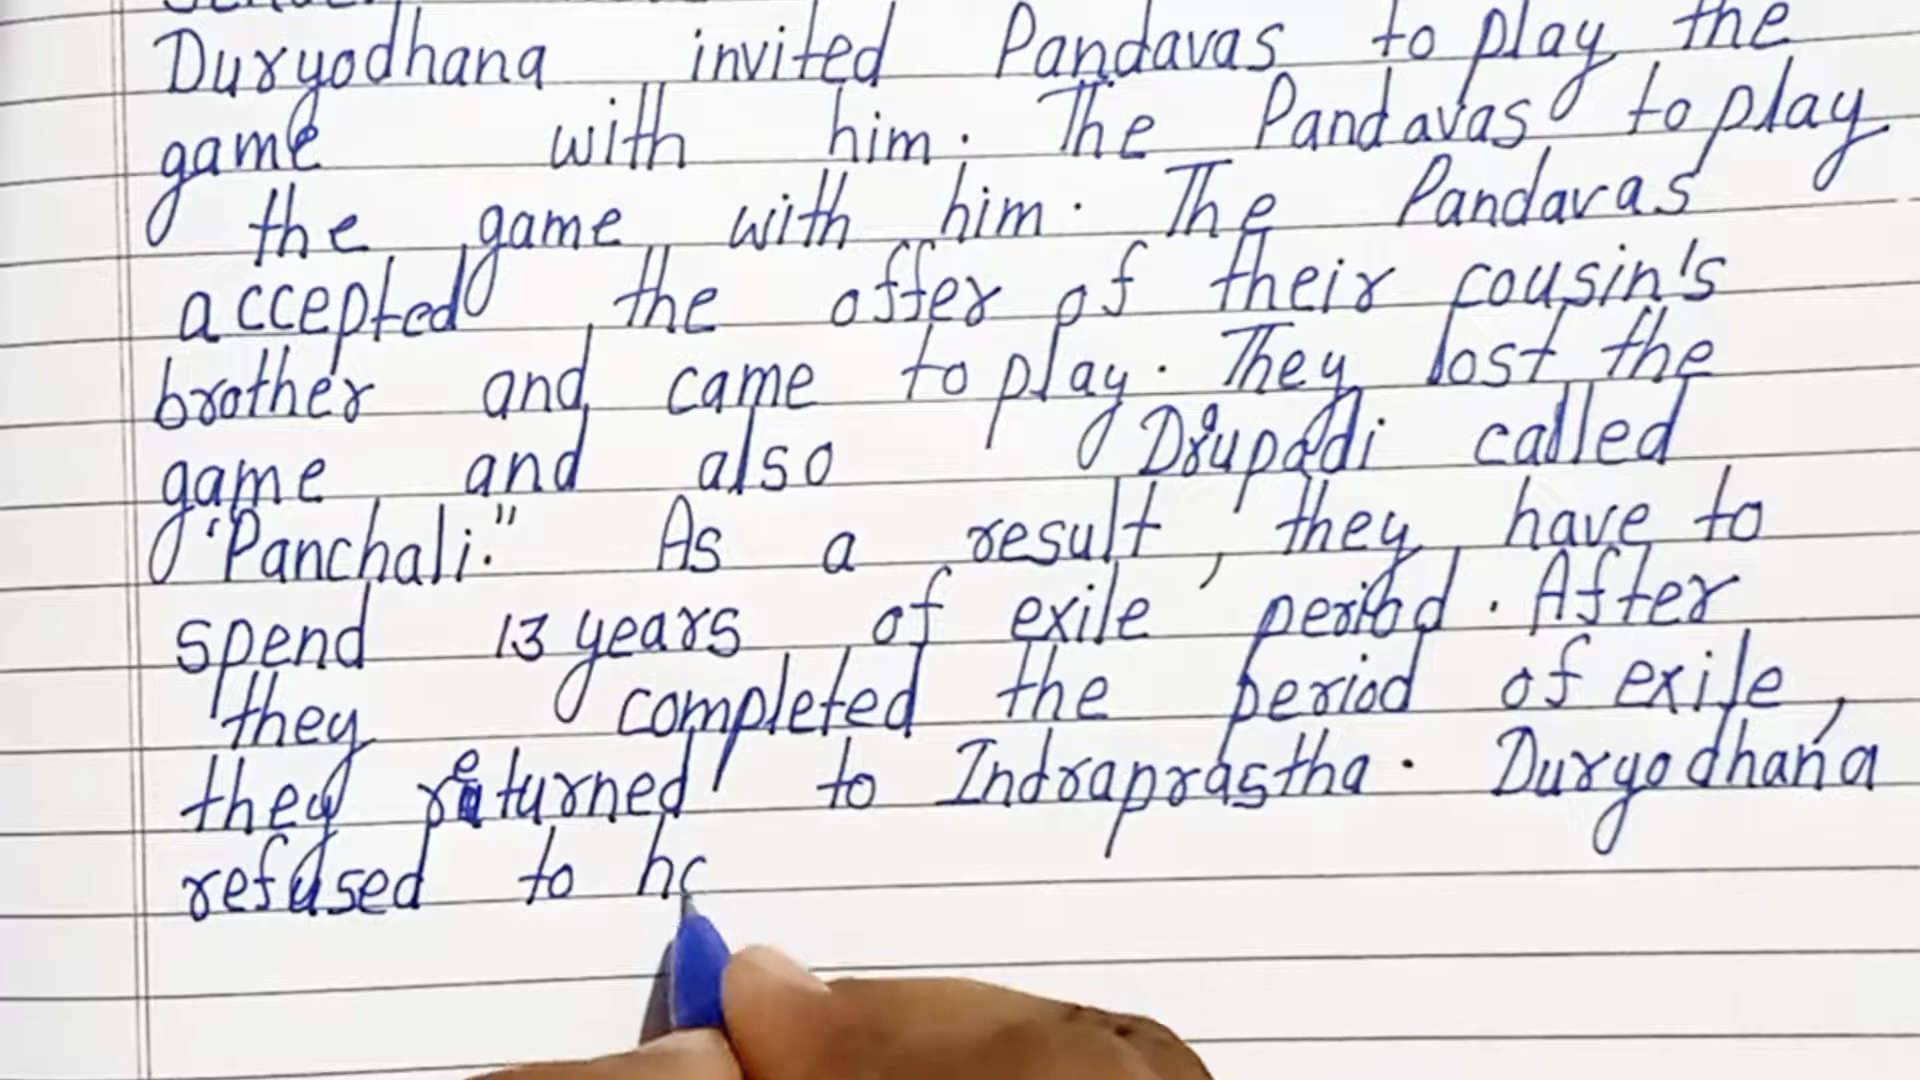 Duryodhana invited Pandavas to play the
game with him. The Pandavas to play
the game with him. The Pandavas
accepted the offer of their cousin's
brother and came to play. They lost the
game and also Drupadi called
"Panchali." As a result, they have to
spend 13 years of exile period. After
they completed the period of exile,
they returned to Indraprastha. Duryodhana
refused to